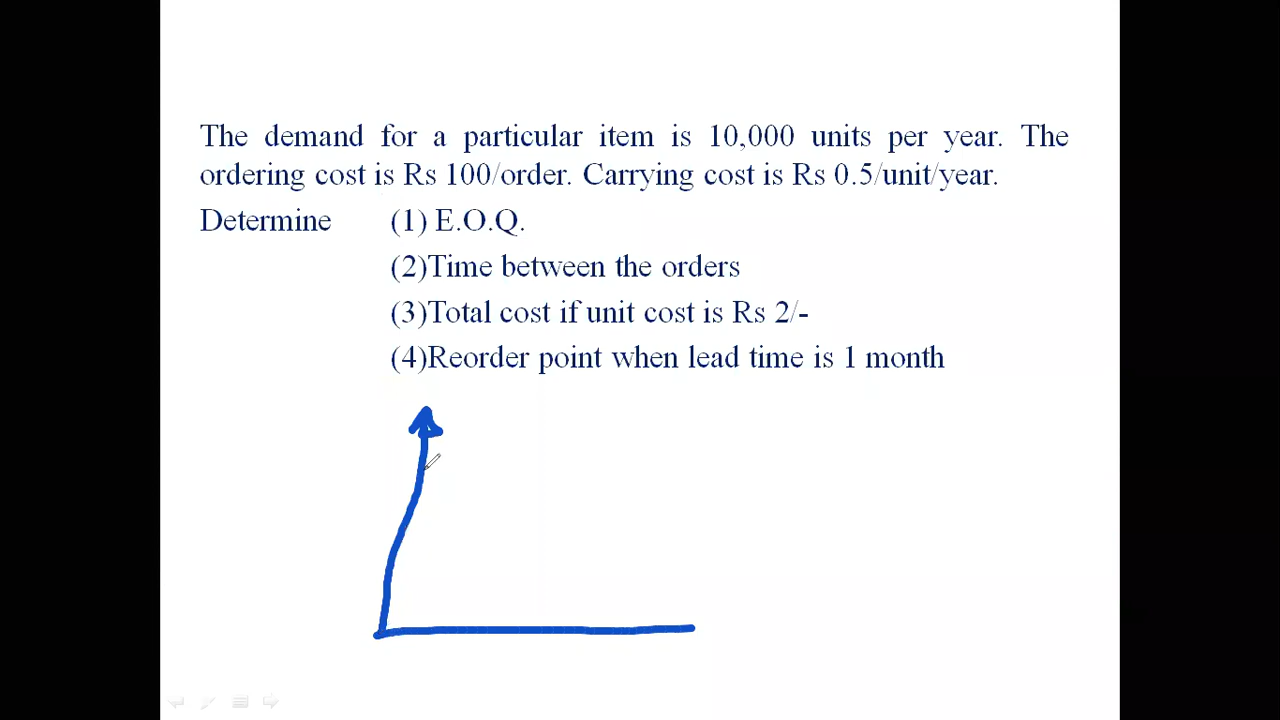 The demand for a particular item is 10,000 units per year. The
ordering cost is Rs 100/order. Carrying cost is Rs 0.5/unit/year.
Determine (1) E.O.Q.
(2)Time between the orders
(3)Total cost if unit cost is Rs 2/-
(4)Reorder point when lead time is 1 month